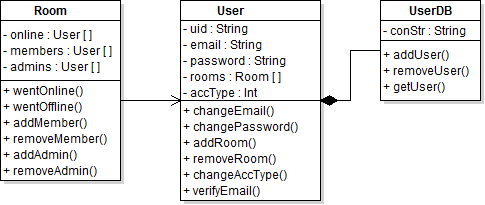 Room
- online : User [ ]
- members : User [ ]
- admins : User [ ]
+ wentOnline()
+ wentOffline()
+ addMember()
+ removeMember()
+ addAdmin()
+ removeAdmin()
User
- uid : String
- email : String
- password : String
- rooms : Room [ ]
- accType : Int
+ changeEmail()
+ changePassword()
+ addRoom()
+ removeRoom()
+ changeAccType()
+ verifyEmail()
UserDB
- conStr : String
+ addUser()
+ removeUser()
+ getUser()